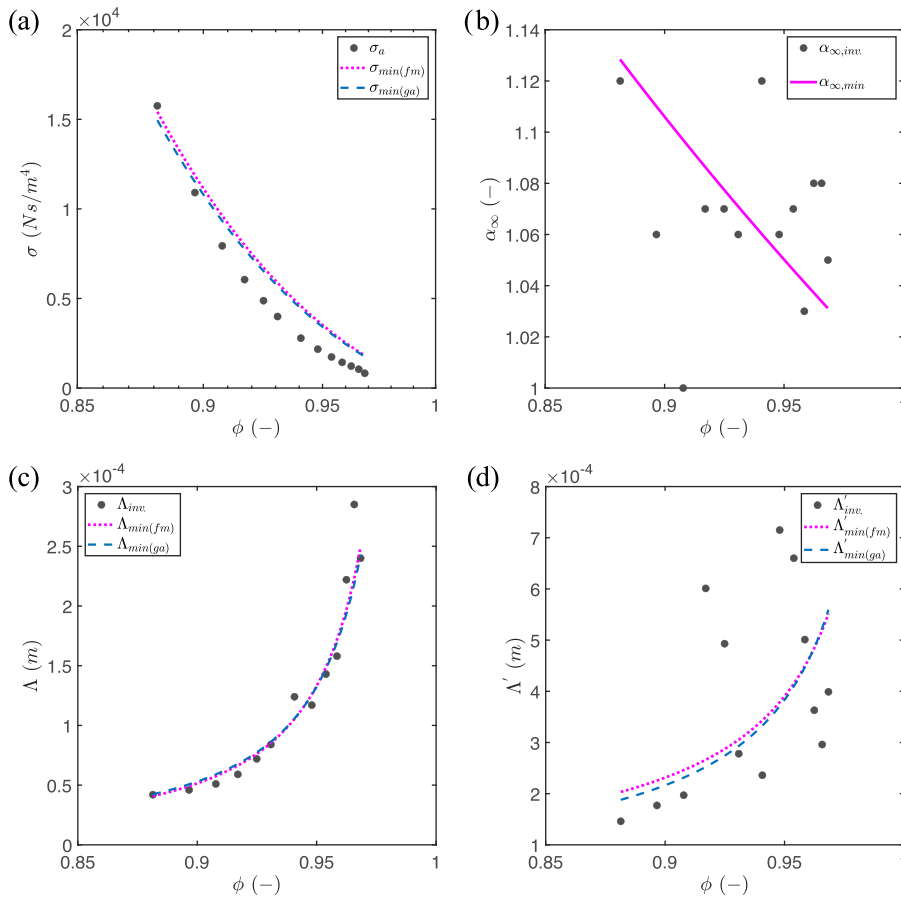 (a)
×10⁴
2
1.5
1
0.5
0
σ (Ns/m⁴)
0.85
0.9
0.95
1
ϕ (−)
σ_a
σ_min(fm)
σ_min(ga)
(b)
1.14
1.12
1.1
1.08
1.06
1.04
1.02
1
α_∞ (−)
0.85
0.9
0.95
1
ϕ (−)
α_∞,inv.
α_∞,min
(c)
×10⁻⁴
3
2.5
2
1.5
1
0.5
0
Λ (m)
0.85
0.9
0.95
1
ϕ (−)
Λ_inv.
Λ_min(fm)
Λ_min(ga)
(d)
×10⁻⁴
8
7
6
5
4
3
2
1
Λ′ (m)
0.85
0.9
0.95
1
ϕ (−)
Λ′_inv.
Λ′_min(fm)
Λ′_min(ga)